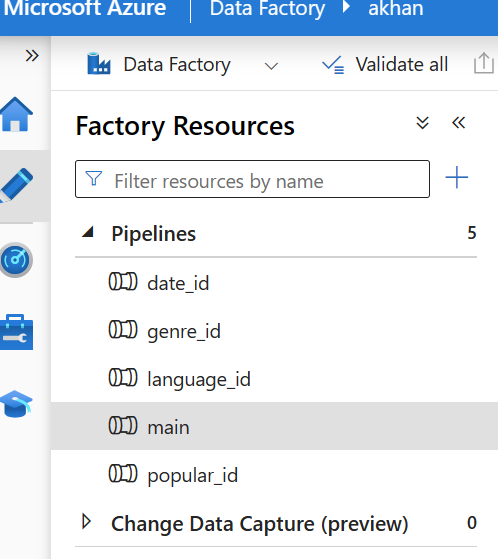 Microsoft Azure Data Factory akhan
Data Factory Validate all
Factory Resources
Filter resources by name
Pipelines 5
date_id
genre_id
language_id
main
popular_id
Change Data Capture (preview) 0